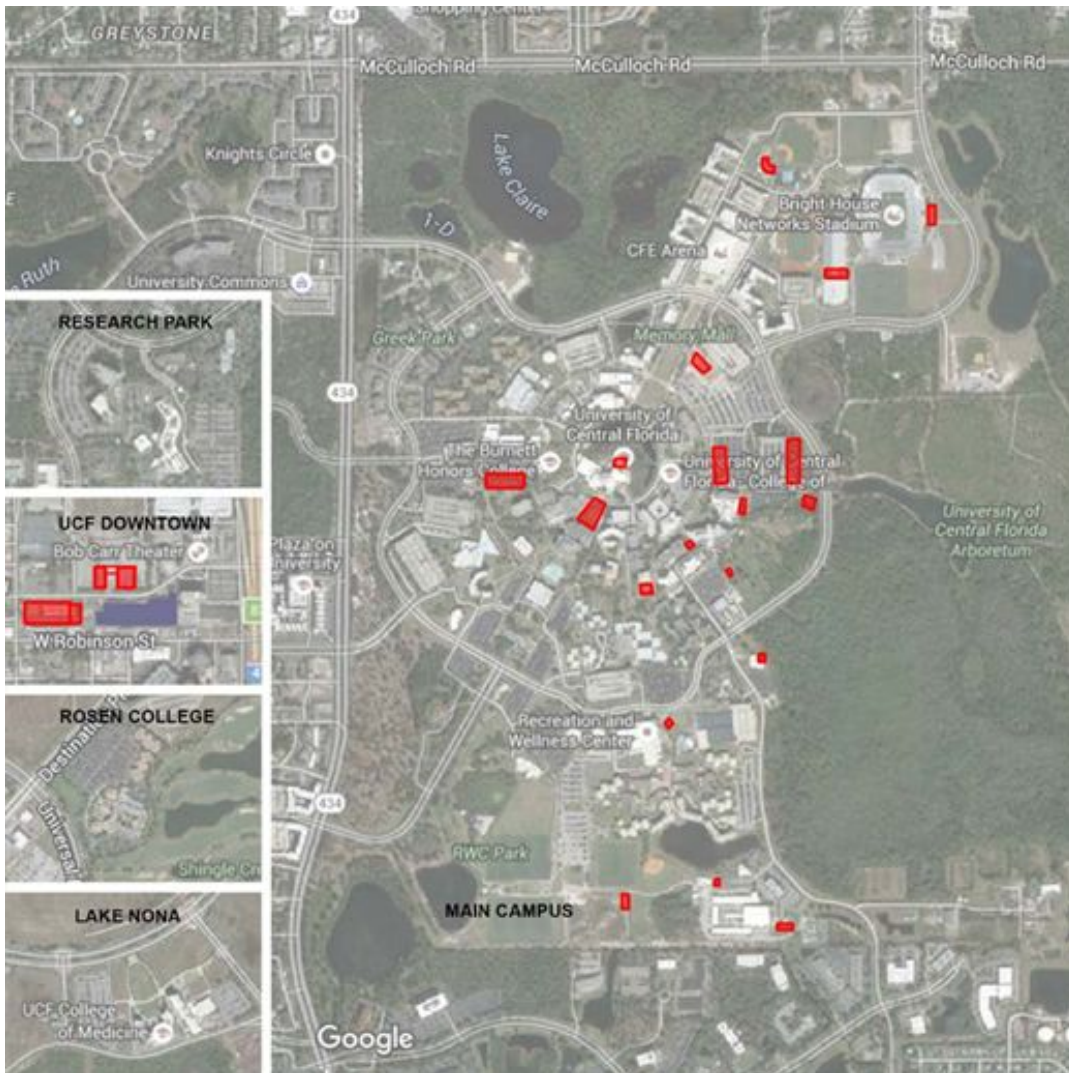 434
Shopping Center
GREYSTONE
McCulloch Rd
McCulloch Rd
McCulloch Rd
Knights Circle
Lake Claire
1-D
Bright House
Networks Stadium
CFE Arena
Ruth
University Commons
RESEARCH PARK
Greek Park
Memory Mall
434
University of
Central Florida
The Burnett
Honors College
University of Central
Florida - College of
University of
Central Florida
Arboretum
UCF DOWNTOWN
Bob Carr Theater
W Robinson St
Plaza on
University
ROSEN COLLEGE
Destination
Universal
Shingle Cr
Recreation and
Wellness Center
434
RWC Park
MAIN CAMPUS
LAKE NONA
UCF College
of Medicine
Google